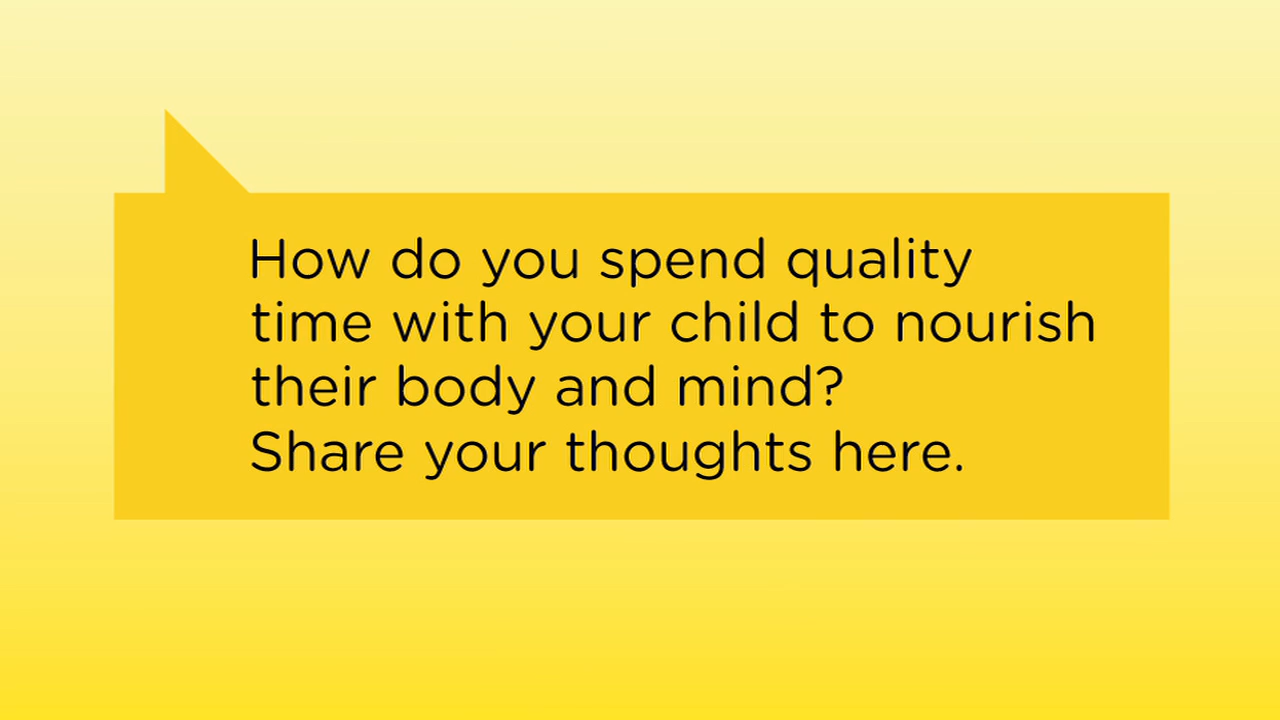 How do you spend quality
time with your child to nourish
their body and mind?
Share your thoughts here.